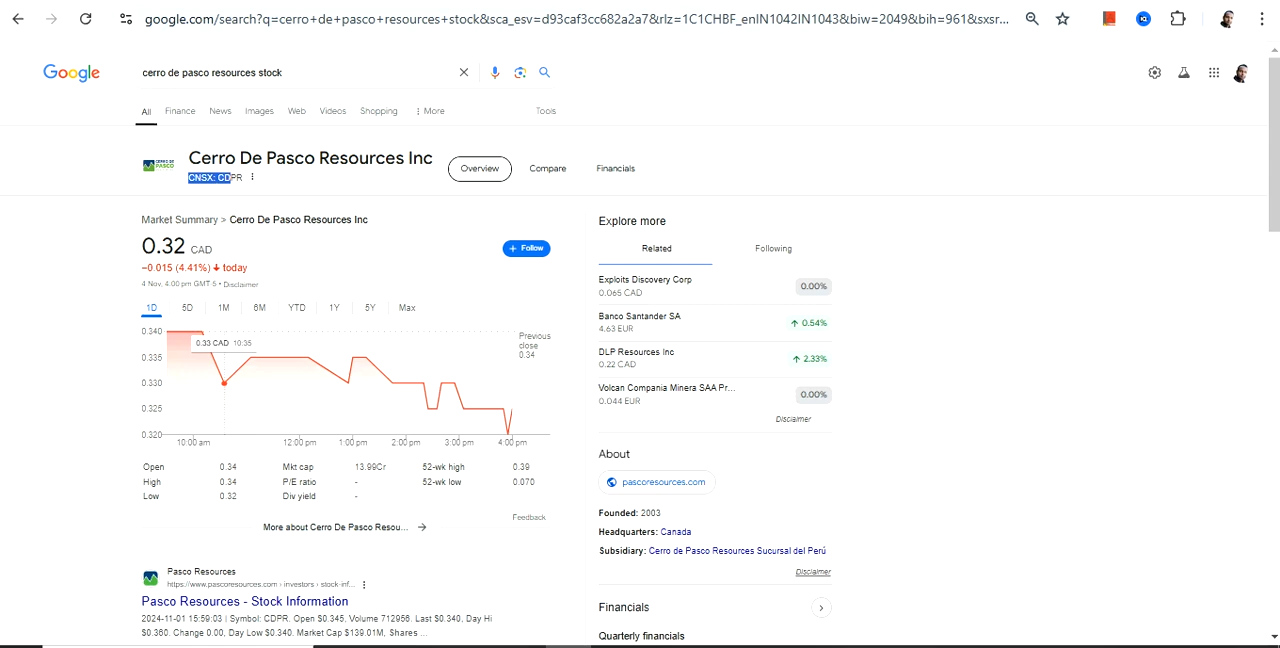 google.com/search?q=cerro+de+pasco+resources+stock&sca_esv=d93caf3cc682a2a7&rlz=1C1CHBF_enIN1042IN1043&biw=2049&bih=961&sxsr...
Google
cerro de pasco resources stock
All Finance News Images Web Videos Shopping More Tools
CERRO DE PASCO
Cerro De Pasco Resources Inc
CNSX: CDPR
Overview Compare Financials
Market Summary > Cerro De Pasco Resources Inc
0.32 CAD
+ Follow
−0.015 (4.41%) today
4 Nov, 4:00 pm GMT-5 • Disclaimer
1D 5D 1M 6M YTD 1Y 5Y Max
0.340
0.335
0.330
0.325
0.320
0.33 CAD 10:35
Previous
close
0.34
10:00 am 12:00 pm 1:00 pm 2:00 pm 3:00 pm 4:00 pm
Open 0.34 Mkt cap 13.99Cr 52-wk high 0.39
High 0.34 P/E ratio - 52-wk low 0.070
Low 0.32 Div yield -
Feedback
More about Cerro De Pasco Resou... →
Pasco Resources
https://www.pascoresources.com › investors › stock-inf...
Pasco Resources - Stock Information
2024-11-01 15:59:03 | Symbol: CDPR. Open $0.345, Volume 712956. Last $0.340, Day Hi
$0.360. Change 0.00, Day Low $0.340. Market Cap $139.01M, Shares ...
Explore more
Related Following
Exploits Discovery Corp
0.065 CAD
0.00%
Banco Santander SA
4.63 EUR
0.54%
DLP Resources Inc
0.22 CAD
2.33%
Volcan Compania Minera SAA Pr...
0.044 EUR
0.00%
Disclaimer
About
pascoresources.com
Founded: 2003
Headquarters: Canada
Subsidiary: Cerro de Pasco Resources Sucursal del Perú
Disclaimer
Financials
Quarterly financials